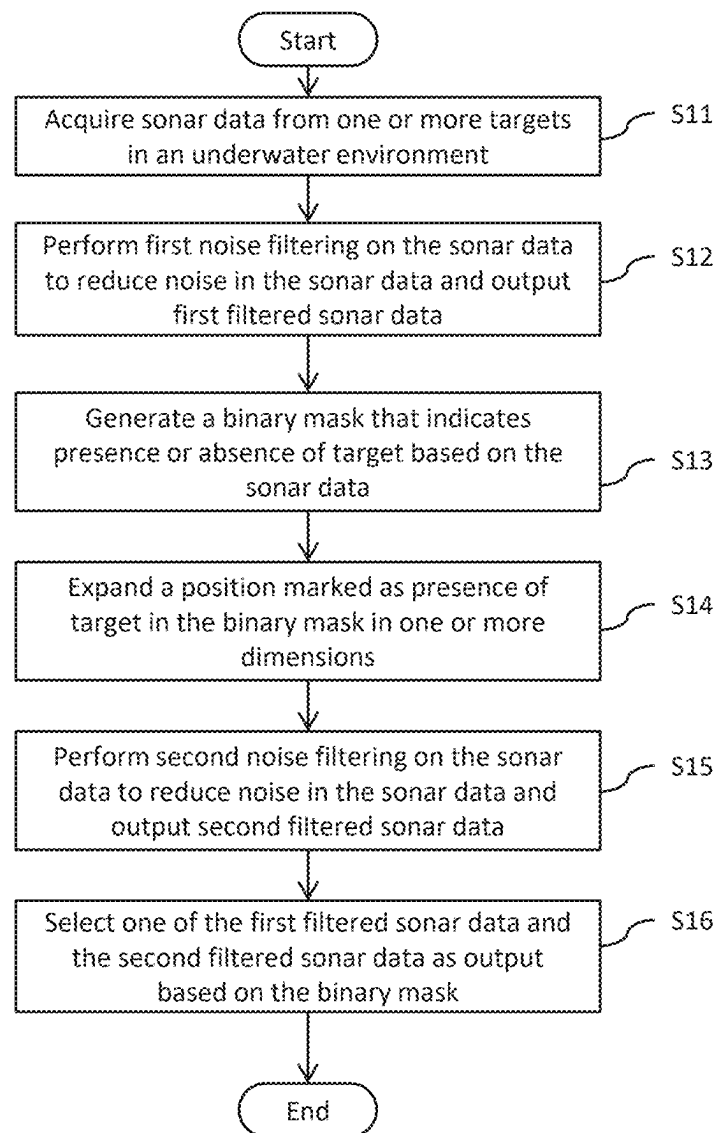 Start
Acquire sonar data from one or more targets
in an underwater environment
S11
Perform first noise filtering on the sonar data
to reduce noise in the sonar data and output
first filtered sonar data
S12
Generate a binary mask that indicates
presence or absence of target based on the
sonar data
S13
Expand a position marked as presence of
target in the binary mask in one or more
dimensions
S14
Perform second noise filtering on the sonar
data to reduce noise in the sonar data and
output second filtered sonar data
S15
Select one of the first filtered sonar data and
the second filtered sonar data as output
based on the binary mask
S16
End